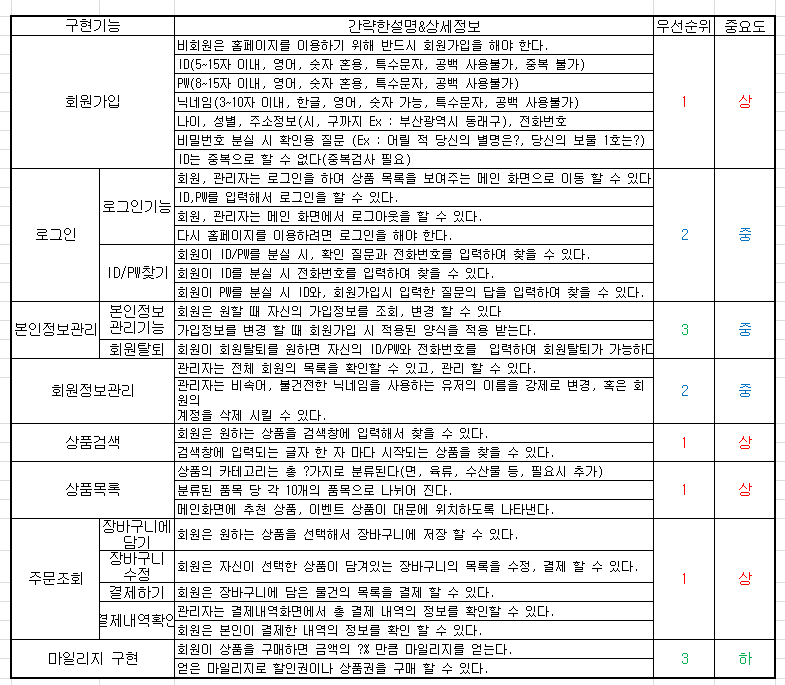 구현기능 간략한설명&상세정보 우선순위 중요도
회원가입
비회원은 홈페이지를 이용하기 위해 반드시 회원가입을 해야 한다.
ID(5~15자 이내, 영어, 숫자 혼용, 특수문자, 공백 사용불가, 중복 불가)
PW(8~15자 이내, 영어, 숫자 혼용, 특수문자, 공백 사용불가)
닉네임(3~10자 이내, 한글, 영어, 숫자 가능, 특수문자, 공백 사용불가)
나이, 성별, 주소정보(시, 구까지 Ex : 부산광역시 동래구), 전화번호
비밀번호 분실 시 확인용 질문 (Ex : 어릴 적 당신의 별명은?, 당신의 보물 1호는?)
ID는 중복으로 할 수 없다(중복검사 필요)
1 상
로그인
로그인기능
회원, 관리자는 로그인을 하여 상품 목록을 보여주는 메인 화면으로 이동 할 수 있다
ID,PW를 입력해서 로그인을 할 수 있다.
회원, 관리자는 메인 화면에서 로그아웃을 할 수 있다.
다시 홈페이지를 이용하려면 로그인을 해야 한다.
ID/PW찾기
회원이 ID/PW를 분실 시, 확인 질문과 전화번호를 입력하여 찾을 수 있다.
회원이 ID를 분실 시 전화번호를 입력하여 찾을 수 있다.
회원이 PW를 분실 시 ID와, 회원가입시 입력한 질문의 답을 입력하여 찾을 수 있다.
2 중
본인정보관리
본인정보
관리기능
회원은 원할 때 자신의 가입정보를 조회, 변경 할 수 있다
가입정보를 변경 할 때 회원가입 시 적용된 양식을 적용 받는다.
회원탈퇴
회원이 회원탈퇴를 원하면 자신의 ID/PW와 전화번호를 입력하여 회원탈퇴가 가능하다
3 중
회원정보관리
관리자는 전체 회원의 목록을 확인할 수 있고, 관리 할 수 있다.
관리자는 비속어, 불건전한 닉네임을 사용하는 유저의 이름을 강제로 변경, 혹은 회
원의
계정을 삭제 시킬 수 있다.
2 중
상품검색
회원은 원하는 상품을 검색창에 입력해서 찾을 수 있다.
검색창에 입력되는 글자 한 자 마다 시작되는 상품을 찾을 수 있다.
1 상
상품목록
상품의 카테고리는 총 ?가지로 분류된다(면, 육류, 수산물 등, 필요시 추가)
분류된 품목 당 각 10개의 품목으로 나뉘어 진다.
메인화면에 추천 상품, 이벤트 상품이 대문에 위치하도록 나타낸다.
1 상
주문조회
장바구니에
담기
회원은 원하는 상품을 선택해서 장바구니에 저장 할 수 있다.
장바구니
수정
회원은 자신이 선택한 상품이 담겨있는 장바구니의 목록을 수정, 결제 할 수 있다.
결제하기
회원은 장바구니에 담은 물건의 목록을 결제 할 수 있다.
결제내역확인
관리자는 결제내역화면에서 총 결제 내역의 정보를 확인할 수 있다.
회원은 본인이 결제한 내역의 정보를 확인 할 수 있다.
1 상
마일리지 구현
회원이 상품을 구매하면 금액의 ?% 만큼 마일리지를 얻는다.
얻은 마일리지로 할인권이나 상품권을 구매 할 수 있다.
3 하